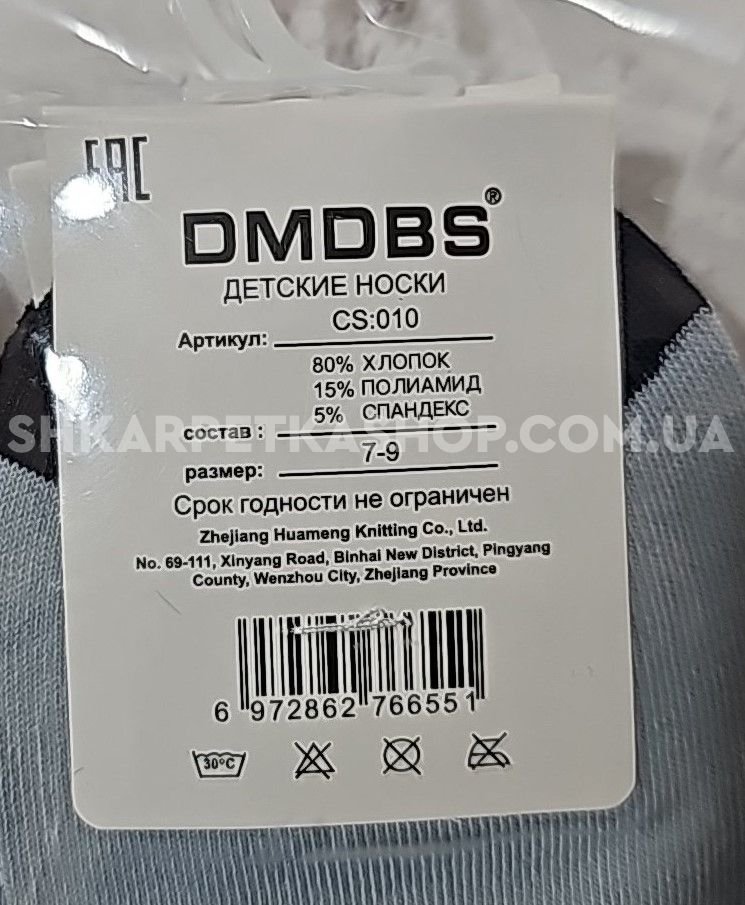 EAC
DMDBS®
ДЕТСКИЕ НОСКИ
Артикул: CS:010
80% ХЛОПОК
15% ПОЛИАМИД
5% СПАНДЕКС
состав :
размер: 7-9
SHKARPETKASHOP.COM.UA
Срок годности не ограничен
Zhejiang Huameng Knitting Co., Ltd.
No. 69-111, Xinyang Road, Binhai New District, Pingyang
County, Wenzhou City, Zhejiang Province
6 972862 766551
30°C